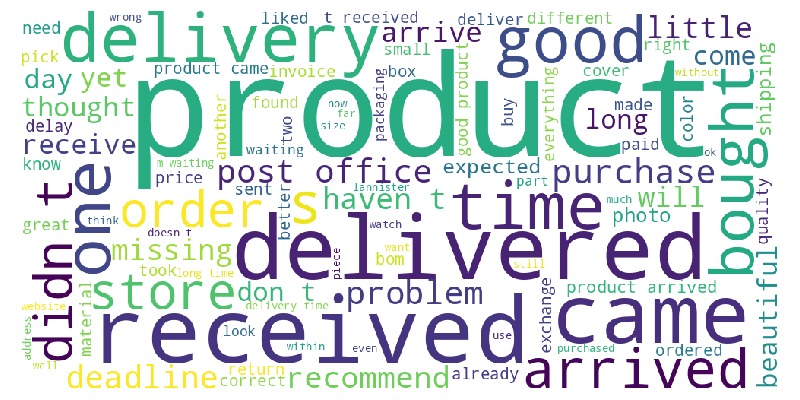 wrong
liked
t received
deliver
different
need
delivery
arrive
good
little
pick
small
right
come
product came
invoice
box
cover
without
day
yet
product
thought
found
now
far
size
packaging
good product
buy
everything
made
long
color
paid
ok
shipping
delay
another
two
waiting
receive
know
m waiting
price
post office
expected
purchase
bought
sent
lannister
part
didn t
one
order
s
haven t
time
much
will
photo
quality
great
think
doesn t
better
watch
missing
delivered
want
bom
piece
still
took
long time
material
store
don t
problem
product arrived
beautiful
website
delivery time
received
exchange
came
address
look
use
within
even
purchased
ordered
well
deadline
return
correct
recommend
already
arrived